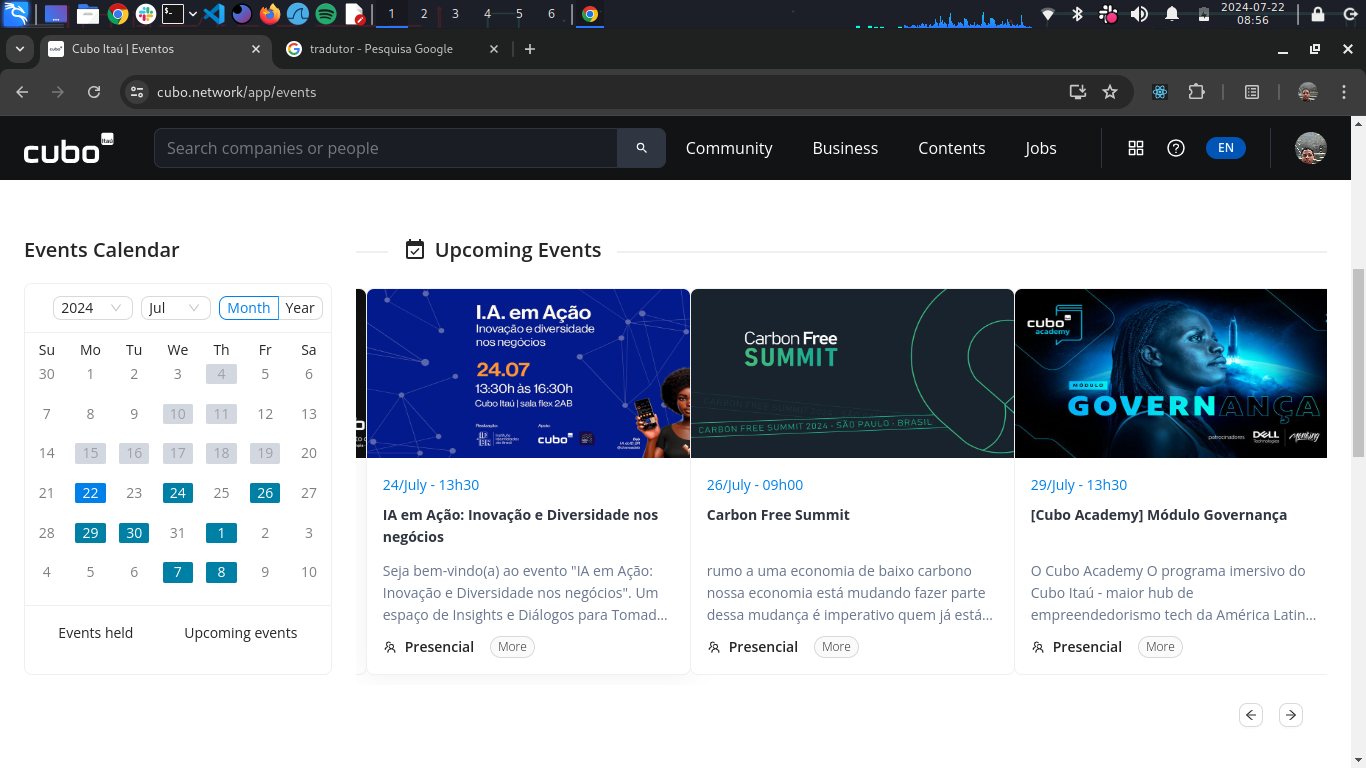 1 2 3 4 5 6
2024-07-22
08:56
Cubo Itaú | Eventos
tradutor - Pesquisa Google
cubo.network/app/events
cubo Itaú
Search companies or people
Community Business Contents Jobs
EN
Events Calendar
Upcoming Events
2024 Jul Month Year
Su Mo Tu We Th Fr Sa
30 1 2 3 4 5 6
7 8 9 10 11 12 13
14 15 16 17 18 19 20
21 22 23 24 25 26 27
28 29 30 31 1 2 3
4 5 6 7 8 9 10
Events held Upcoming events
I.A. em Ação
Inovação e diversidade
nos negócios
24.07
13:30h às 16:30h
Cubo Itaú | sala flex 2AB
Realização: Apoio:
cubo
24/July - 13h30
IA em Ação: Inovação e Diversidade nos
negócios
Seja bem-vindo(a) ao evento "IA em Ação:
Inovação e Diversidade nos negócios". Um
espaço de Insights e Diálogos para Tomad...
Presencial More
Carbon Free
SUMMIT
CARBON FREE SUMMIT 2024 - SÃO PAULO - BRASIL
26/July - 09h00
Carbon Free Summit
rumo a uma economia de baixo carbono
nossa economia está mudando fazer parte
dessa mudança é imperativo quem já está...
Presencial More
cubo
academy
MÓDULO
GOVERNANÇA
patrocinadores DELL Technologies
29/July - 13h30
[Cubo Academy] Módulo Governança
O Cubo Academy O programa imersivo do
Cubo Itaú - maior hub de
empreendedorismo tech da América Latin...
Presencial More